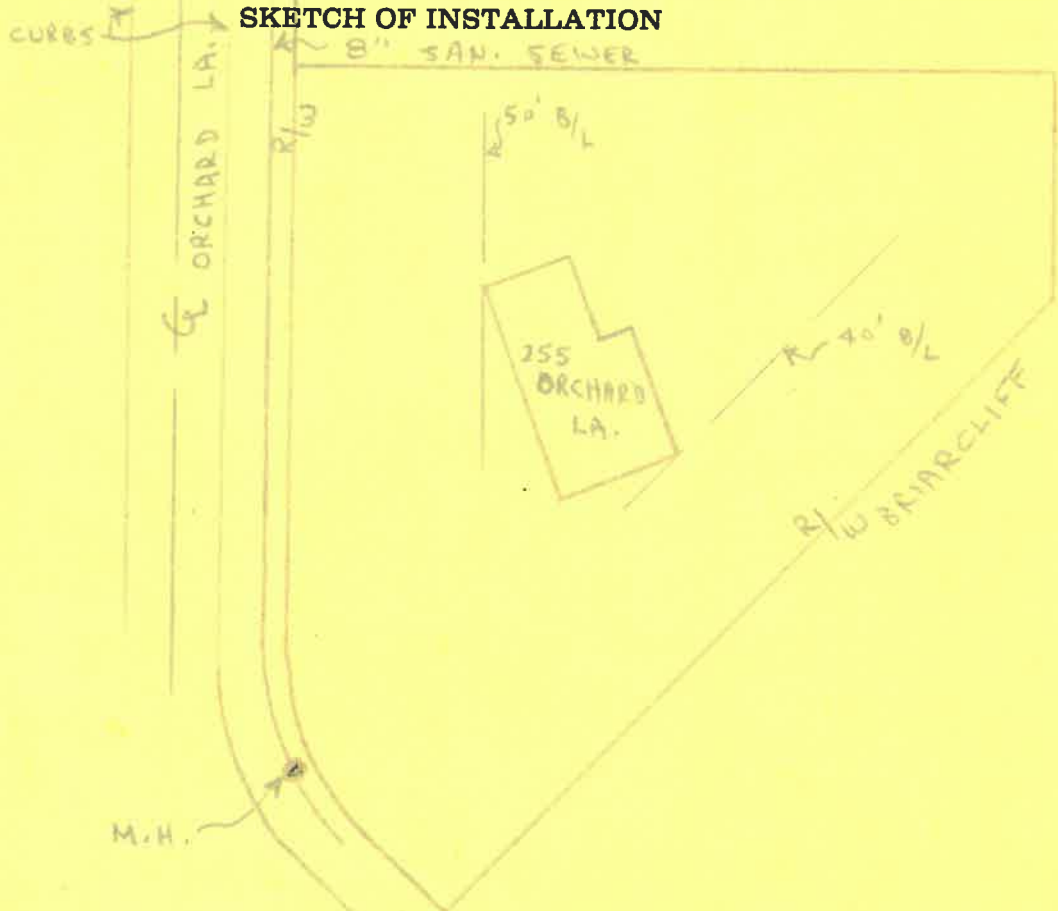 SKETCH OF INSTALLATION
CURBS
8" SAN. SEWER
℄ ORCHARD LA.
R/W
50' B/L
255
ORCHARD
LA.
40' B/L
R/W BRIARCLIFF
M.H.